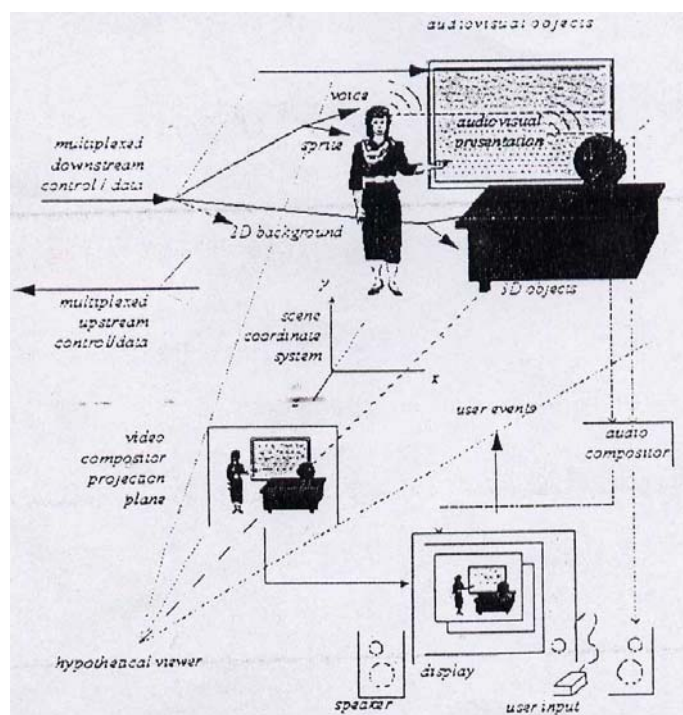 audiovisual objects
voice
sprite
audiovisual
presentation
multiplexed
downstream
control / data
2D background
3D objects
multiplexed
upstream
control/data
y
scene
coordinate
system
x
z
user events
audio
compositor
video
compositor
projection
plane
hypothetical viewer
display
speaker
user input